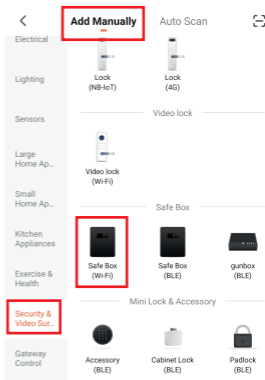 Add Manually Auto Scan
Electrical
Lighting
Sensors
Large
Home Ap...
Small
Home Ap...
Kitchen
Appliances
Exercise &
Health
Security &
Video Sur...
Gateway
Control
Lock
(NB-IoT)
Lock
(4G)
Video lock
Video lock
(Wi-Fi)
Safe Box
Safe Box
(Wi-Fi)
Safe Box
(BLE)
gunbox
(BLE)
Mini Lock & Accessory
Accessory
(BLE)
Cabinet Lock
(BLE)
Padlock
(BLE)